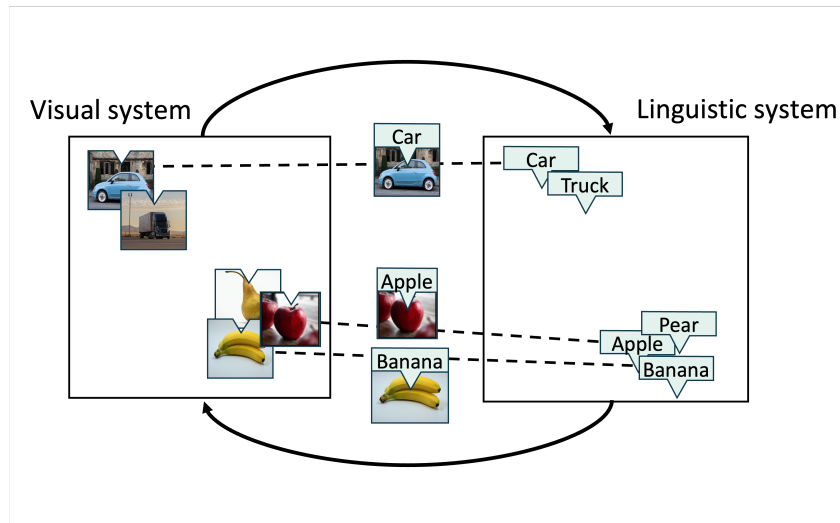 Visual system
Linguistic system
Car
Car
Truck
Apple
Pear
Apple
Banana
Banana